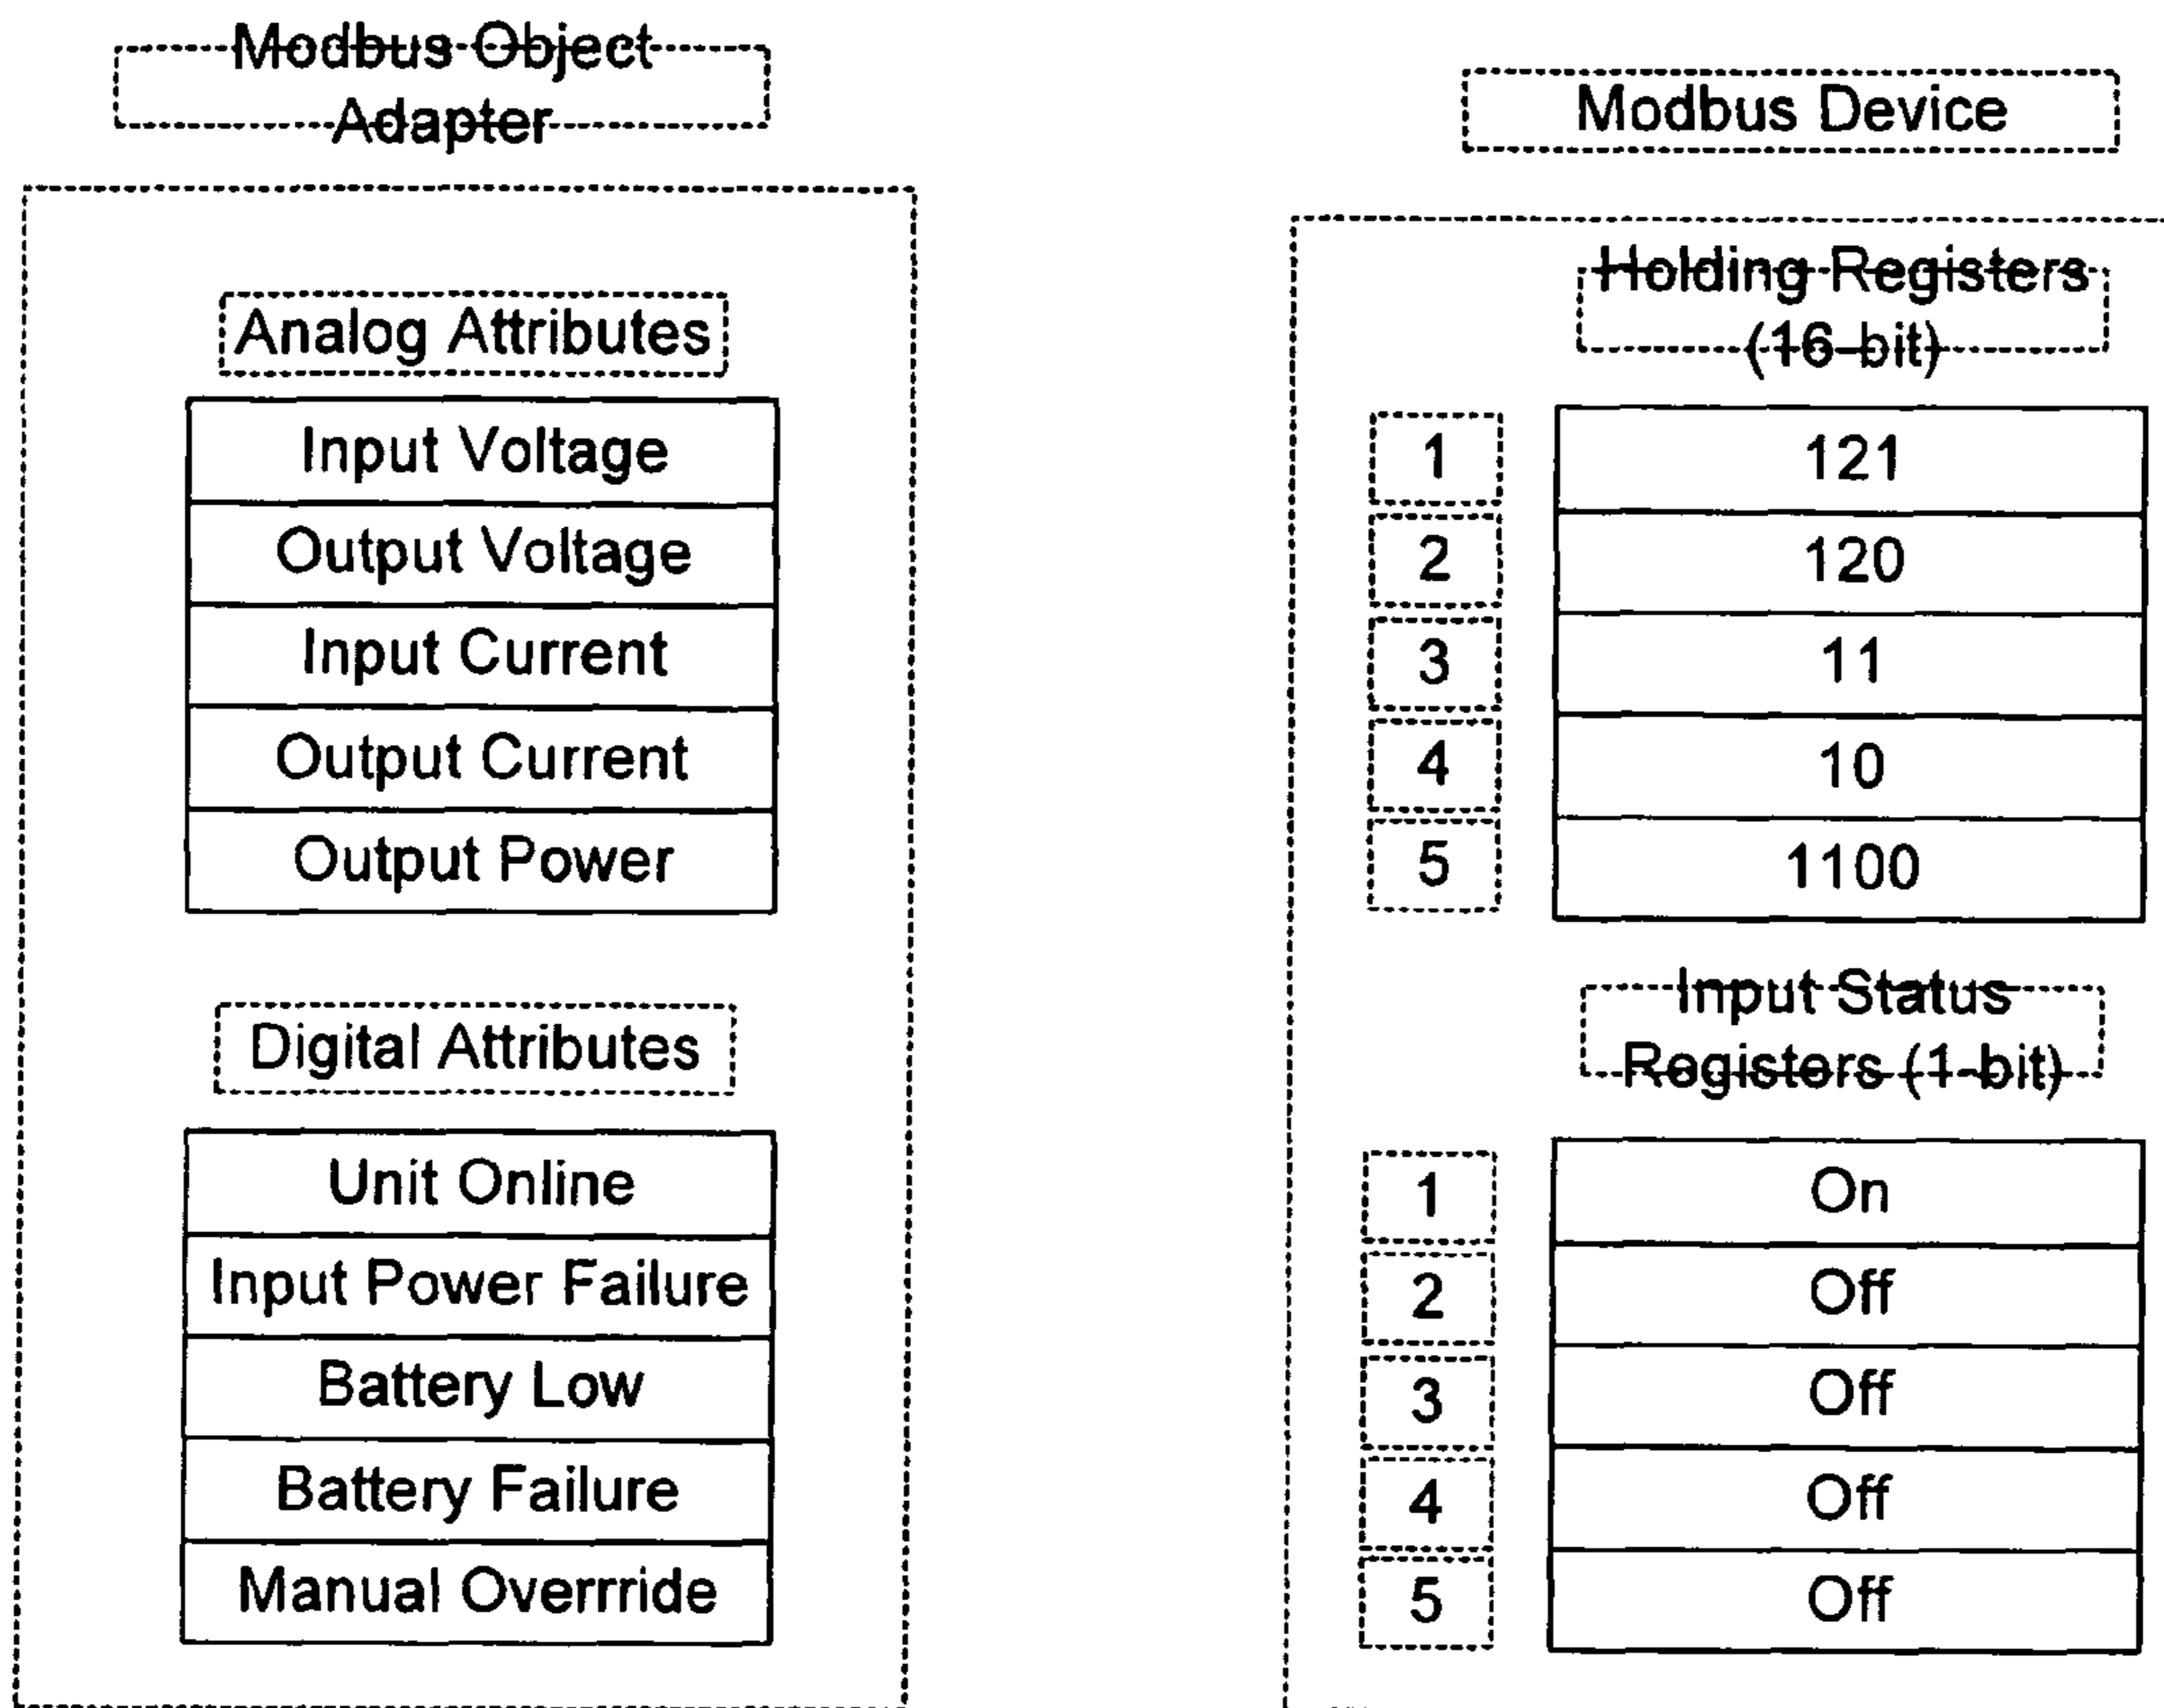 Modbus Object
Adapter
Analog Attributes
Input Voltage
Output Voltage
Input Current
Output Current
Output Power
Digital Attributes
Unit Online
Input Power Failure
Battery Low
Battery Failure
Manual Overrride
Modbus Device
Holding Registers
(16-bit)
1 121
2 120
3 11
4 10
5 1100
Input Status
Registers (1-bit)
1 On
2 Off
3 Off
4 Off
5 Off